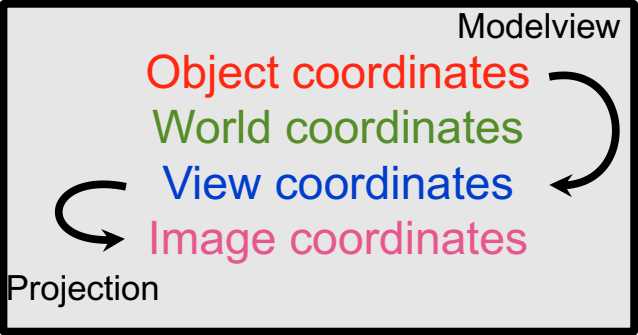 Modelview
Object coordinates
World coordinates
View coordinates
Image coordinates
Projection